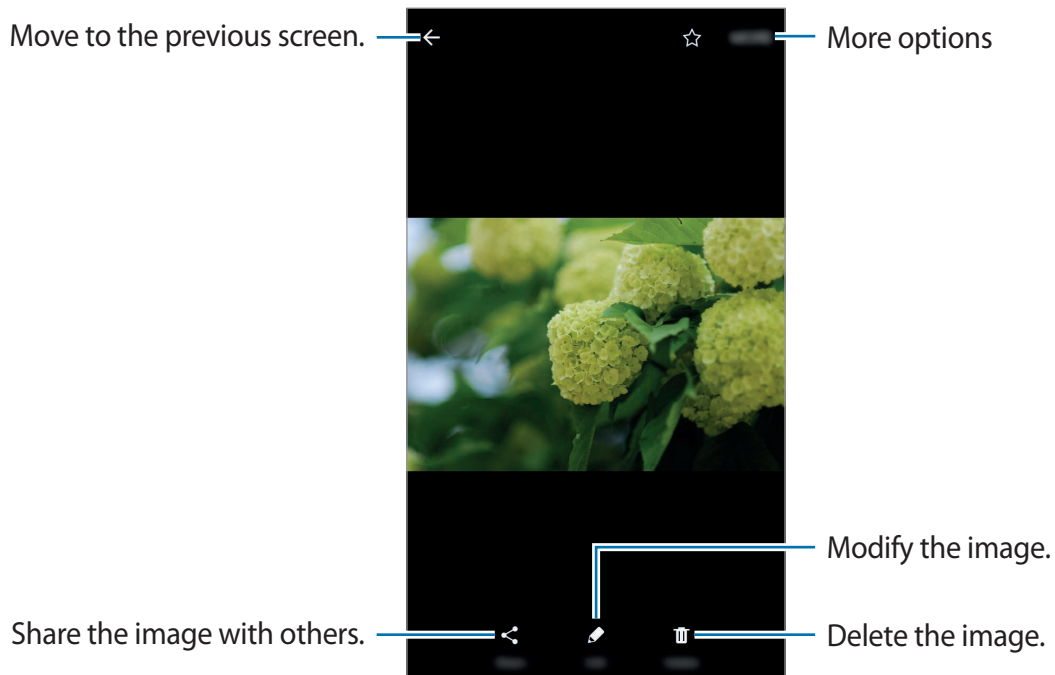 Move to the previous screen.
More options
Modify the image.
Share the image with others.
Delete the image.